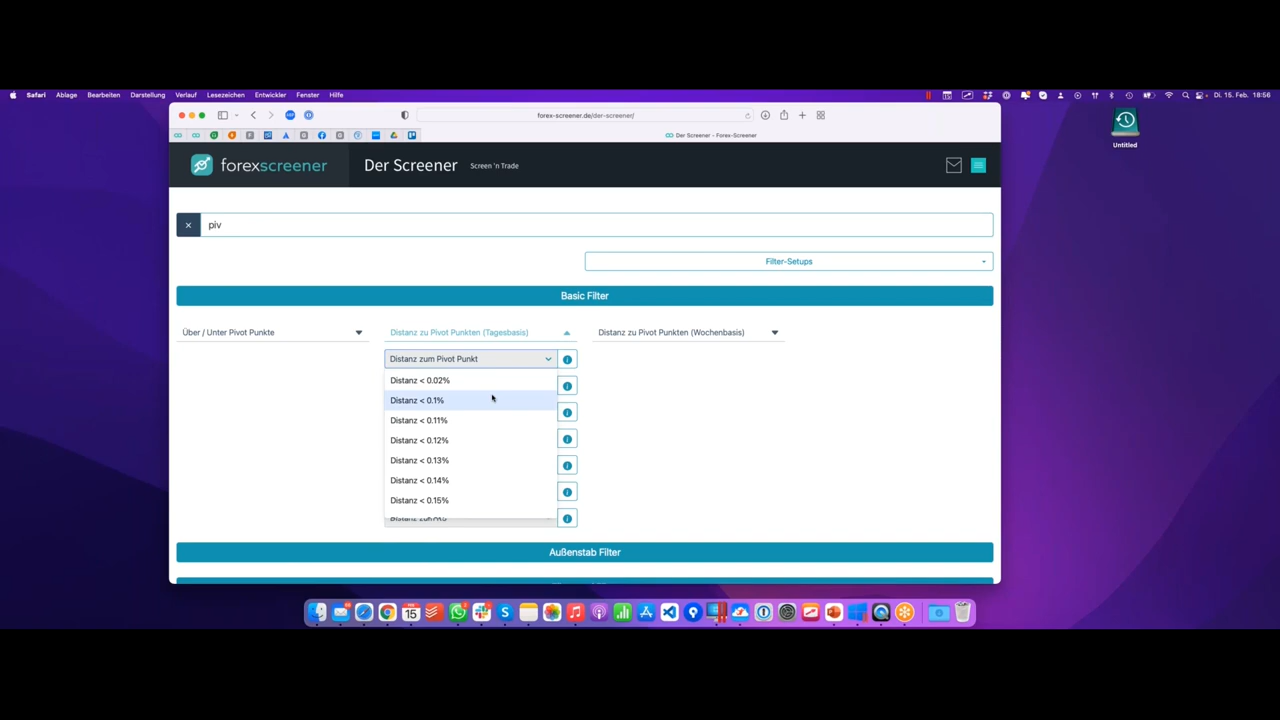 Safari Ablage Bearbeiten Darstellung Verlauf Lesezeichen Entwickler Fenster Hilfe
Di. 15. Feb. 18:56
forex-screener.de/der-screener/
Der Screener - Forex-Screener
Untitled
forexscreener
Der Screener
Screen 'n Trade
piv
Filter-Setups
Basic Filter
Über / Unter Pivot Punkte
Distanz zu Pivot Punkten (Tagesbasis)
Distanz zu Pivot Punkten (Wochenbasis)
Distanz zum Pivot Punkt
Distanz < 0.02%
Distanz < 0.1%
Distanz < 0.11%
Distanz < 0.12%
Distanz < 0.13%
Distanz < 0.14%
Distanz < 0.15%
Außenstab Filter
15